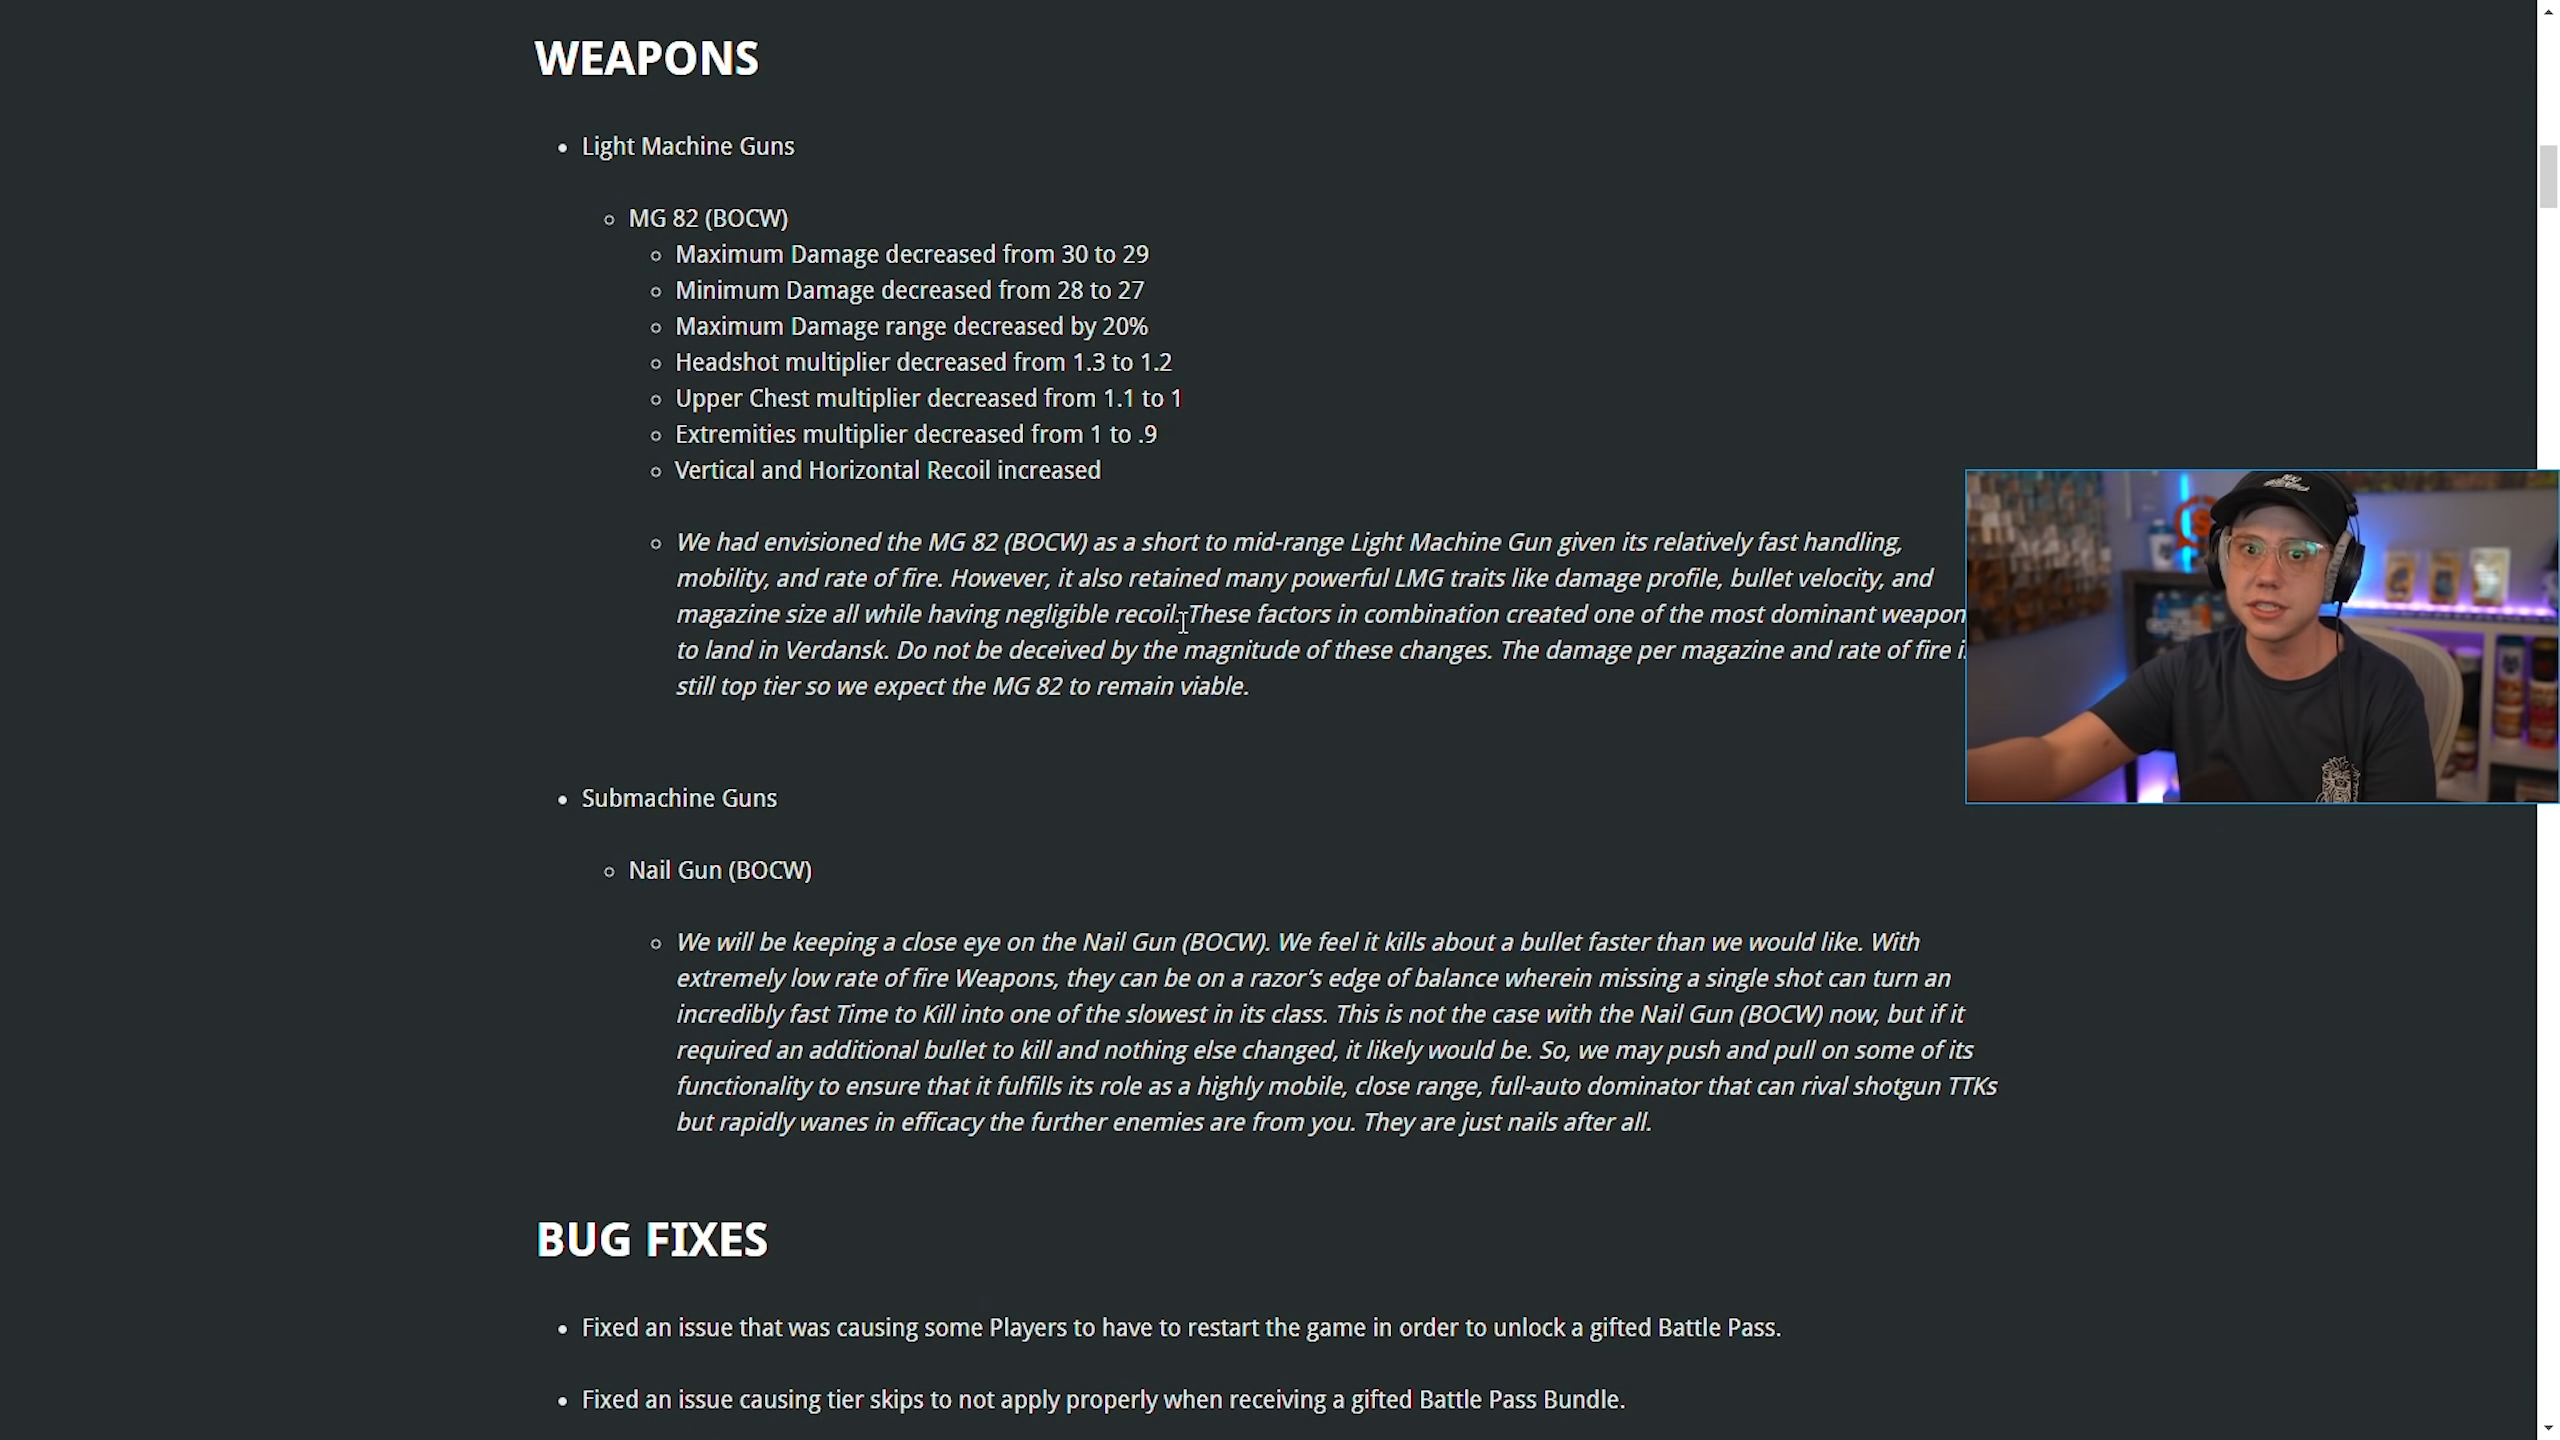 WEAPONS
Light Machine Guns
MG 82 (BOCW)
Maximum Damage decreased from 30 to 29
Minimum Damage decreased from 28 to 27
Maximum Damage range decreased by 20%
Headshot multiplier decreased from 1.3 to 1.2
Upper Chest multiplier decreased from 1.1 to 1
Extremities multiplier decreased from 1 to .9
Vertical and Horizontal Recoil increased
We had envisioned the MG 82 (BOCW) as a short to mid-range Light Machine Gun given its relatively fast handling,
mobility, and rate of fire. However, it also retained many powerful LMG traits like damage profile, bullet velocity, and
magazine size all while having negligible recoil. These factors in combination created one of the most dominant weapon
to land in Verdansk. Do not be deceived by the magnitude of these changes. The damage per magazine and rate of fire
still top tier so we expect the MG 82 to remain viable.
Submachine Guns
Nail Gun (BOCW)
We will be keeping a close eye on the Nail Gun (BOCW). We feel it kills about a bullet faster than we would like. With
extremely low rate of fire Weapons, they can be on a razor’s edge of balance wherein missing a single shot can turn an
incredibly fast Time to Kill into one of the slowest in its class. This is not the case with the Nail Gun (BOCW) now, but if it
required an additional bullet to kill and nothing else changed, it likely would be. So, we may push and pull on some of its
functionality to ensure that it fulfills its role as a highly mobile, close range, full-auto dominator that can rival shotgun TTKs
but rapidly wanes in efficacy the further enemies are from you. They are just nails after all.
BUG FIXES
Fixed an issue that was causing some Players to have to restart the game in order to unlock a gifted Battle Pass.
Fixed an issue causing tier skips to not apply properly when receiving a gifted Battle Pass Bundle.